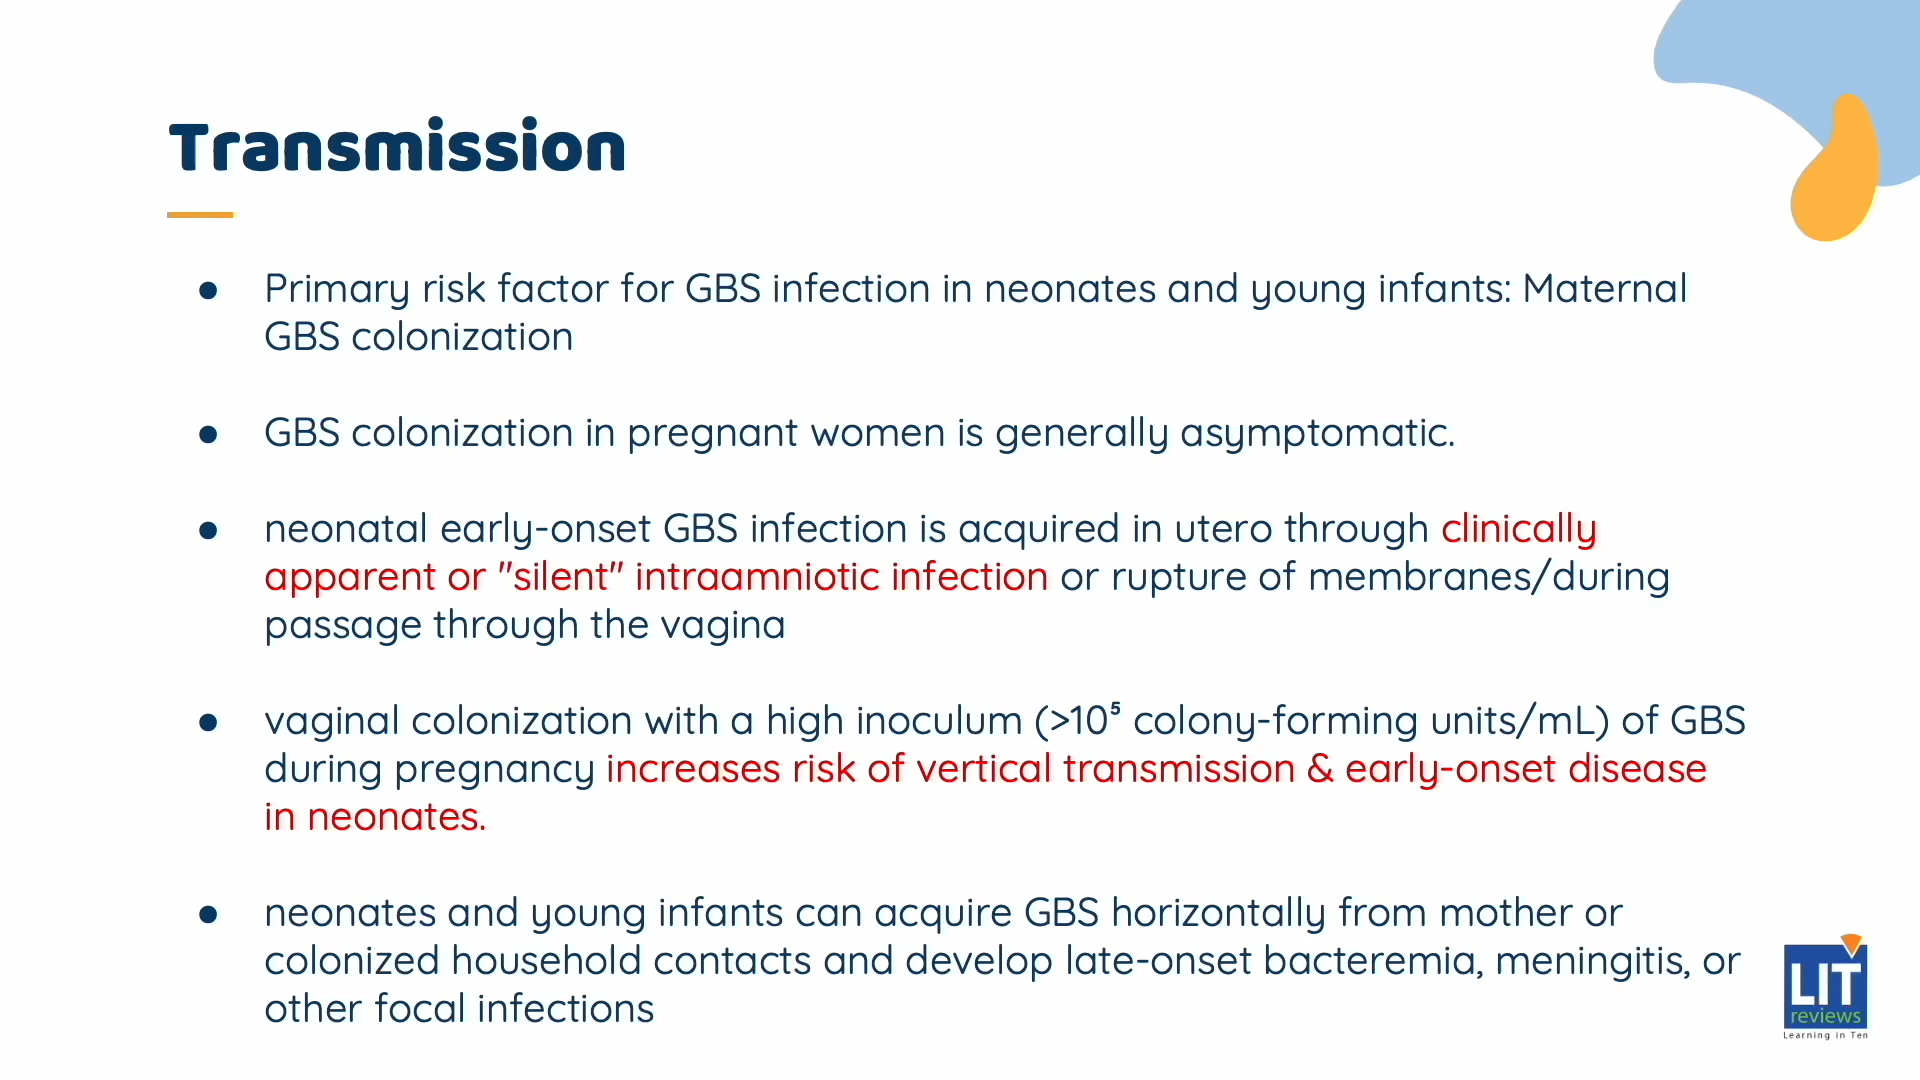 Transmission
● Primary risk factor for GBS infection in neonates and young infants: Maternal
GBS colonization
● GBS colonization in pregnant women is generally asymptomatic.
● neonatal early-onset GBS infection is acquired in utero through clinically
apparent or "silent" intraamniotic infection or rupture of membranes/during
passage through the vagina
● vaginal colonization with a high inoculum (>10⁵ colony-forming units/mL) of GBS
during pregnancy increases risk of vertical transmission & early-onset disease
in neonates.
● neonates and young infants can acquire GBS horizontally from mother or
colonized household contacts and develop late-onset bacteremia, meningitis, or
other focal infections
LIT
reviews
Learning in Ten